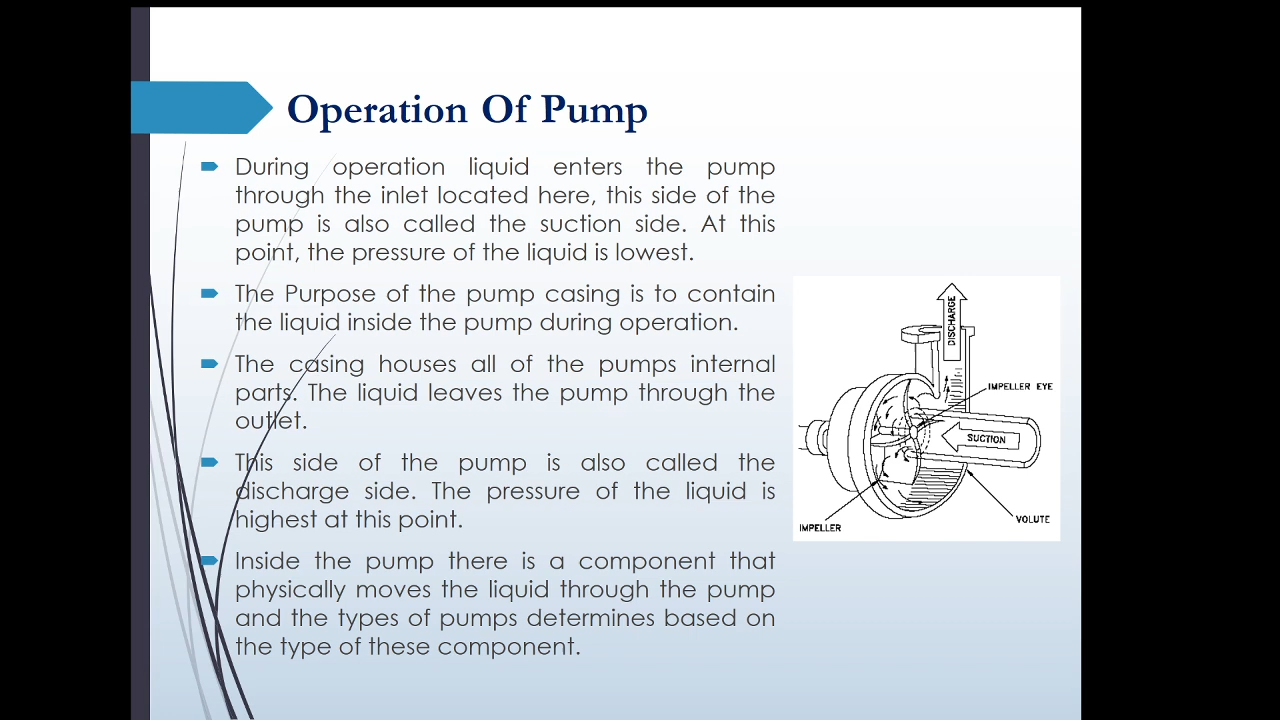 Operation Of Pump
During operation liquid enters the pump
through the inlet located here, this side of the
pump is also called the suction side. At this
point, the pressure of the liquid is lowest.
The Purpose of the pump casing is to contain
the liquid inside the pump during operation.
The casing houses all of the pumps internal
parts. The liquid leaves the pump through the
outlet.
This side of the pump is also called the
discharge side. The pressure of the liquid is
highest at this point.
Inside the pump there is a component that
physically moves the liquid through the pump
and the types of pumps determines based on
the type of these component.
DISCHARGE
IMPELLER EYE
SUCTION
VOLUTE
IMPELLER